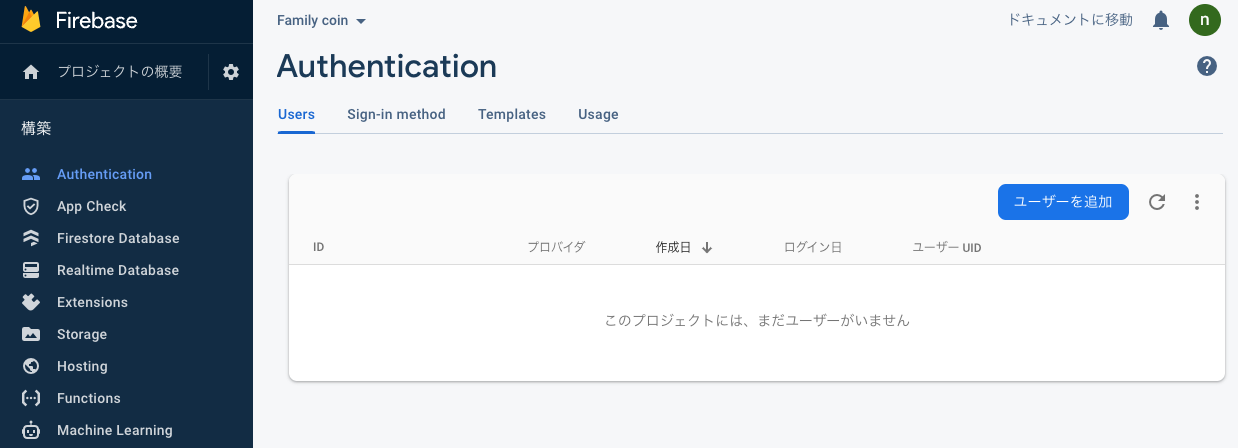 Firebase
プロジェクトの概要
構築
Authentication
App Check
Firestore Database
Realtime Database
Extensions
Storage
Hosting
Functions
Machine Learning
Family coin
ドキュメントに移動
n
Authentication
Users Sign-in method Templates Usage
ユーザーを追加
ID プロバイダ 作成日 ログイン日 ユーザー UID
このプロジェクトには、まだユーザーがいません